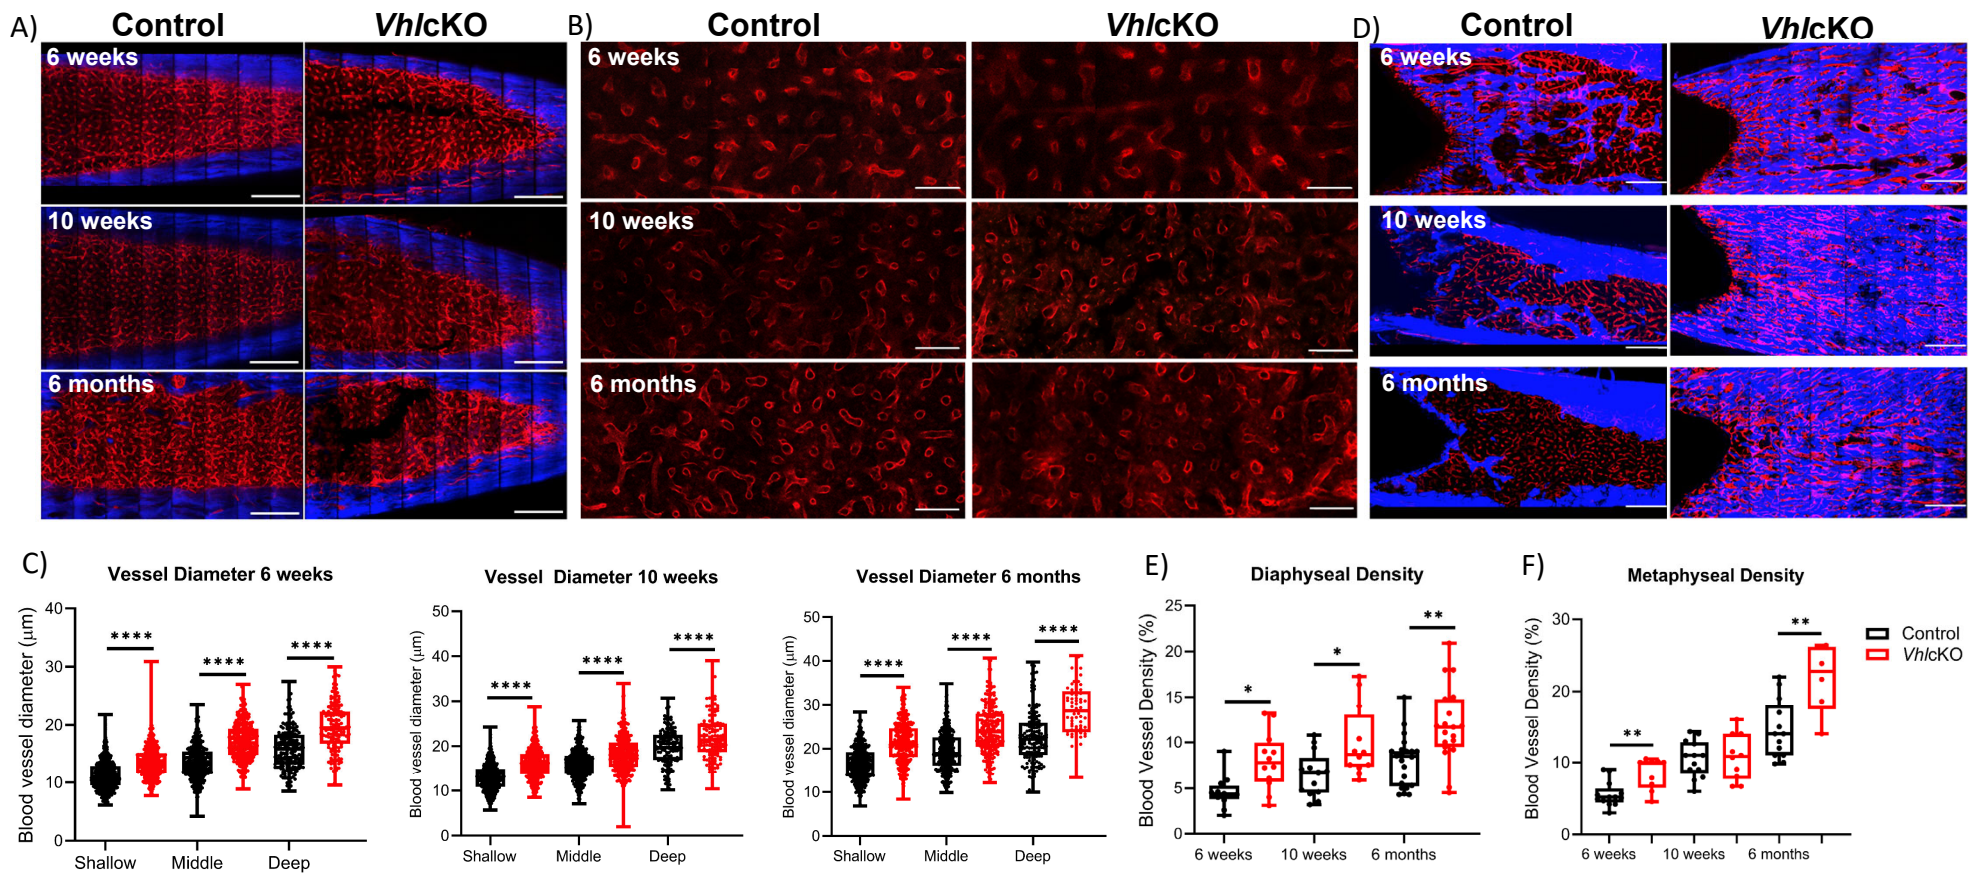 A)
Control
VhlcKO
6 weeks
10 weeks
6 months
B)
Control
VhlcKO
6 weeks
10 weeks
6 months
D)
Control
VhlcKO
6 weeks
10 weeks
6 months
C)
Vessel Diameter 6 weeks
Blood vessel diameter (μm)
40
30
20
10
0
****
****
****
Shallow
Middle
Deep
Vessel Diameter 10 weeks
Blood vessel diameter (μm)
50
40
30
20
10
0
****
****
****
Shallow
Middle
Deep
Vessel Diameter 6 months
Blood vessel diameter (μm)
50
40
30
20
10
0
****
****
****
Shallow
Middle
Deep
E)
Diaphyseal Density
Blood Vessel Density (%)
25
20
15
10
5
0
*
*
**
6 weeks
10 weeks
6 months
F)
Metaphyseal Density
Blood Vessel Density (%)
30
20
10
0
**
**
6 weeks
10 weeks
6 months
Control
VhlcKO